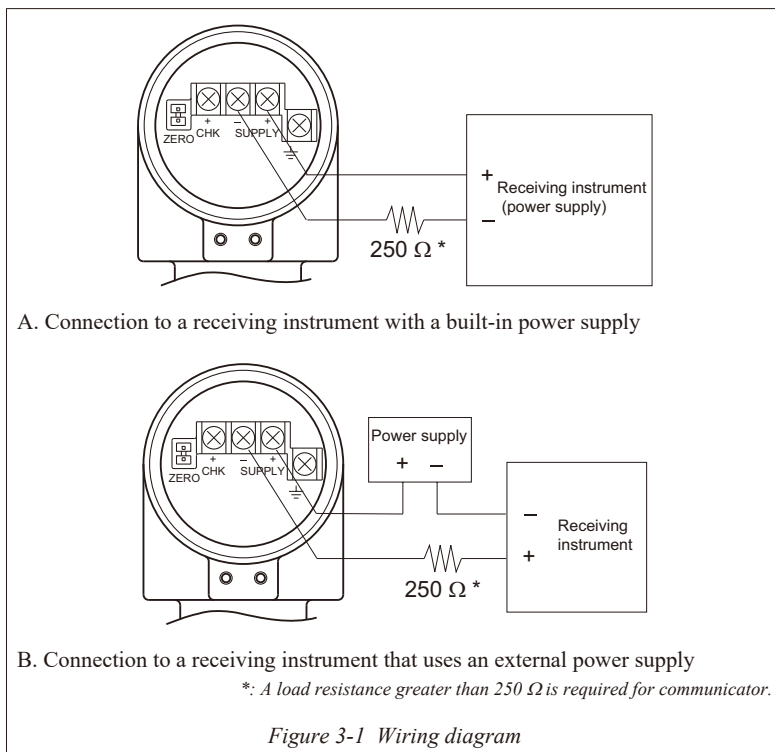 + − +
ZERO CHK SUPPLY
+
Receiving instrument
(power supply)
−
250 Ω *
A. Connection to a receiving instrument with a built-in power supply
Power supply
+ −
+ − +
ZERO CHK SUPPLY
−
Receiving
instrument
+
250 Ω *
B. Connection to a receiving instrument that uses an external power supply
*: A load resistance greater than 250 Ω is required for communicator.
Figure 3-1 Wiring diagram